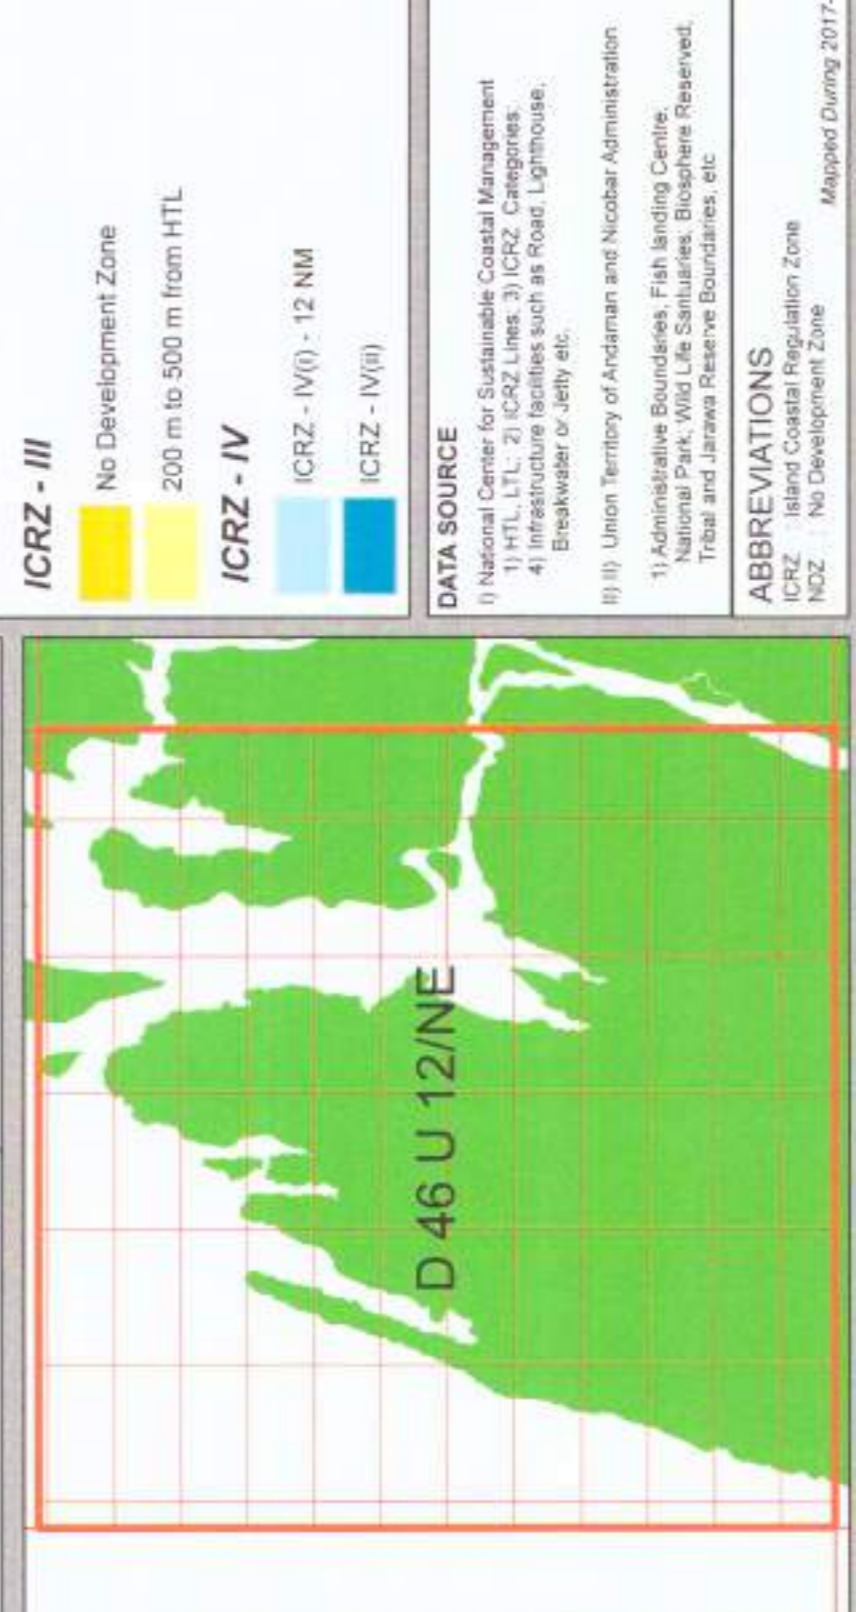 ICRZ - III
No Development Zone
200 m to 500 m from HTL
ICRZ - IV
ICRZ - IV(i) - 12 NM
ICRZ - IV(ii)
DATA SOURCE
i) National Center for Sustainable Coastal Management
1) HTL, LTL; 2) ICRZ Lines, 3) ICRZ Categories;
4) Infrastructure facilities such as Road, Lighthouse,
Breakwater or Jetty etc.
II) II) Union Territory of Andaman and Nicobar Administration
1) Administrative Boundaries, Fish landing Centre,
National Park, Wild Life Santuaries, Biosphere Reserved,
Tribal and Jarawa Reserve Boundaries, etc
ABBREVIATIONS
ICRZ : Island Coastal Regulation Zone
NDZ : No Development Zone
Mapped During 2017-
D 46 U 12/NE